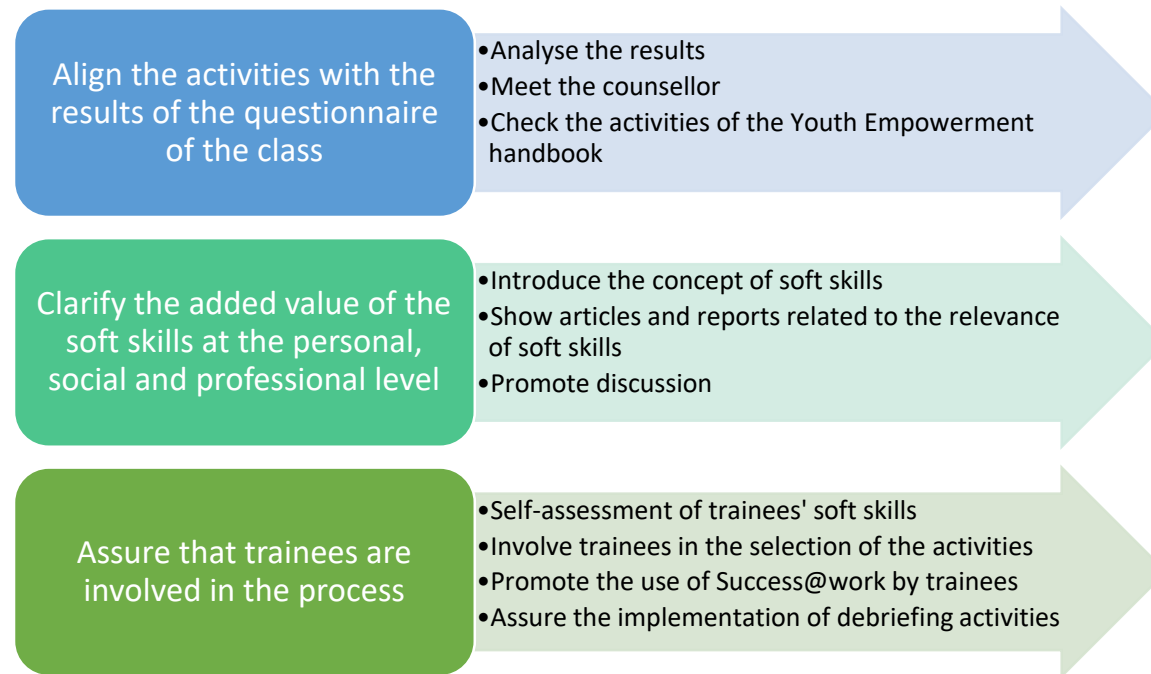 Align the activities with the
results of the questionnaire
of the class
•Analyse the results
•Meet the counsellor
•Check the activities of the Youth Empowerment
handbook
Clarify the added value of the
soft skills at the personal,
social and professional level
•Introduce the concept of soft skills
•Show articles and reports related to the relevance
of soft skills
•Promote discussion
Assure that trainees are
involved in the process
•Self-assessment of trainees' soft skills
•Involve trainees in the selection of the activities
•Promote the use of Success@work by trainees
•Assure the implementation of debriefing activities